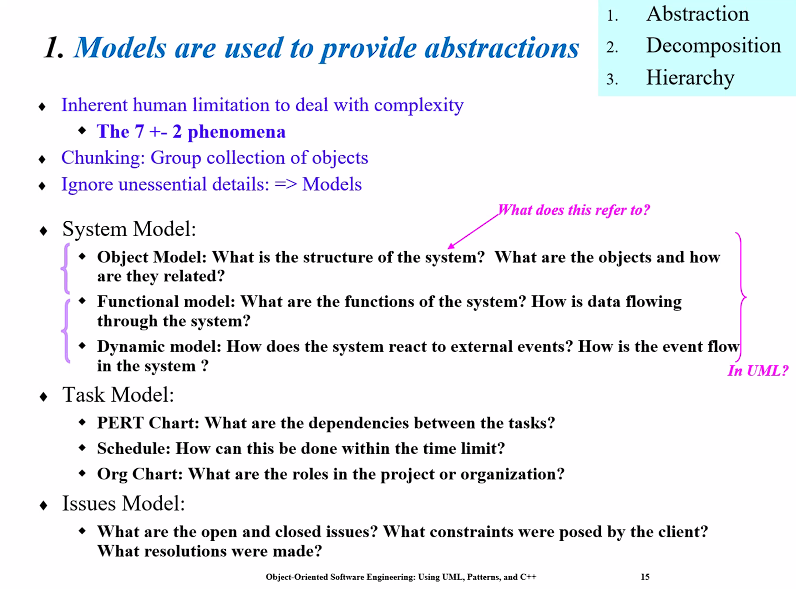 1. Models are used to provide abstractions
1. Abstraction
2. Decomposition
3. Hierarchy
♦ Inherent human limitation to deal with complexity
◆ The 7 +- 2 phenomena
♦ Chunking: Group collection of objects
♦ Ignore unessential details: => Models
What does this refer to?
♦ System Model:
◆ Object Model: What is the structure of the system? What are the objects and how
are they related?
◆ Functional model: What are the functions of the system? How is data flowing
through the system?
◆ Dynamic model: How does the system react to external events? How is the event flow
in the system ?
In UML?
♦ Task Model:
◆ PERT Chart: What are the dependencies between the tasks?
◆ Schedule: How can this be done within the time limit?
◆ Org Chart: What are the roles in the project or organization?
♦ Issues Model:
◆ What are the open and closed issues? What constraints were posed by the client?
What resolutions were made?
Object-Oriented Software Engineering: Using UML, Patterns, and C++ 15